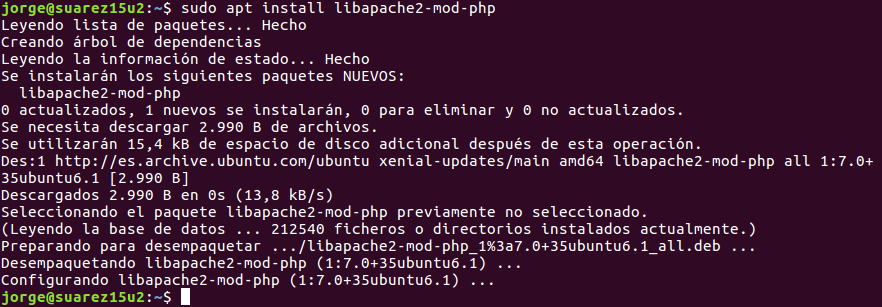 jorge@suarez15u2:~$ sudo apt install libapache2-mod-php
Leyendo lista de paquetes... Hecho
Creando árbol de dependencias
Leyendo la información de estado... Hecho
Se instalarán los siguientes paquetes NUEVOS:
  libapache2-mod-php
0 actualizados, 1 nuevos se instalarán, 0 para eliminar y 0 no actualizados.
Se necesita descargar 2.990 B de archivos.
Se utilizarán 15,4 kB de espacio de disco adicional después de esta operación.
Des:1 http://es.archive.ubuntu.com/ubuntu xenial-updates/main amd64 libapache2-mod-php all 1:7.0+
35ubuntu6.1 [2.990 B]
Descargados 2.990 B en 0s (13,8 kB/s)
Seleccionando el paquete libapache2-mod-php previamente no seleccionado.
(Leyendo la base de datos ... 212540 ficheros o directorios instalados actualmente.)
Preparando para desempaquetar .../libapache2-mod-php_1%3a7.0+35ubuntu6.1_all.deb ...
Desempaquetando libapache2-mod-php (1:7.0+35ubuntu6.1) ...
Configurando libapache2-mod-php (1:7.0+35ubuntu6.1) ...
jorge@suarez15u2:~$